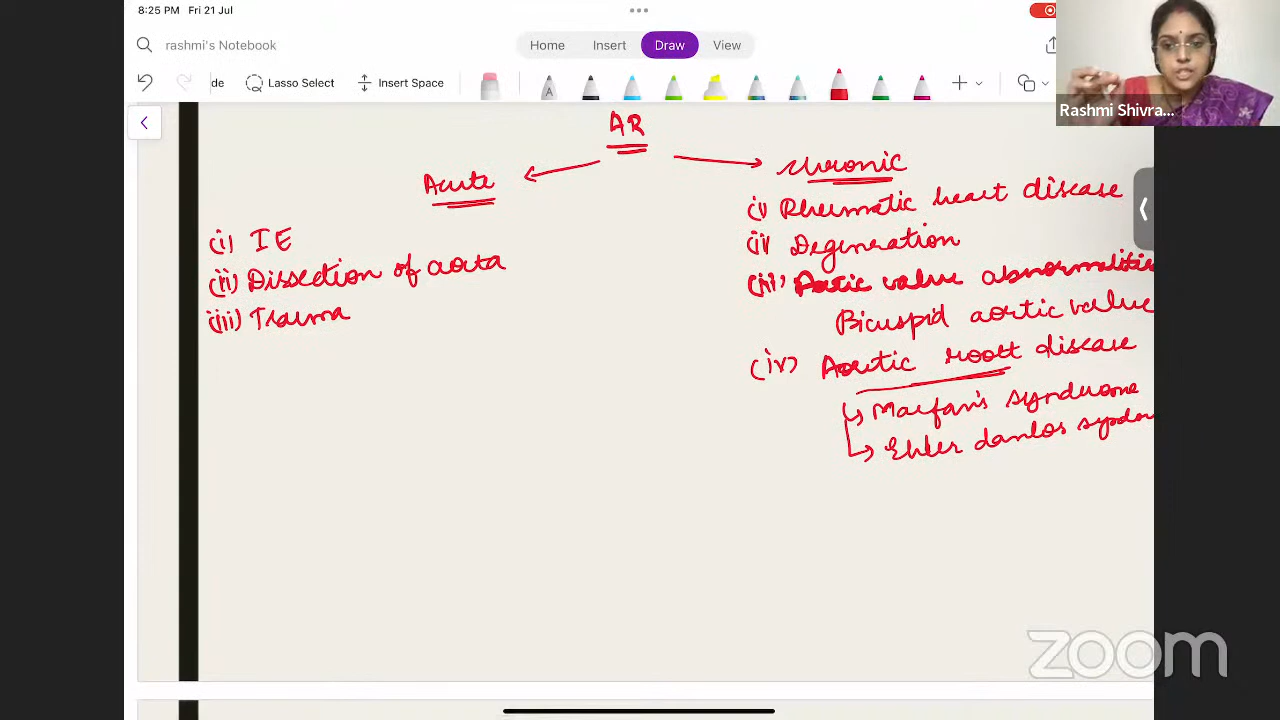 8:25 PM Fri 21 Jul
rashmi's Notebook
Home Insert Draw View
de Lasso Select Insert Space
Rashmi Shivra...
AR
Acute
(i) IE
(ii) Dissection of aorta
(iii) Trauma
Chronic
(i) Rheumatic heart disease
(ii) Degeneration
(iii) Aortic valve abnormalities
Bicuspid aortic valve
(iv) Aortic root disease
Marfan's syndrome
Ehler danlos
zoom